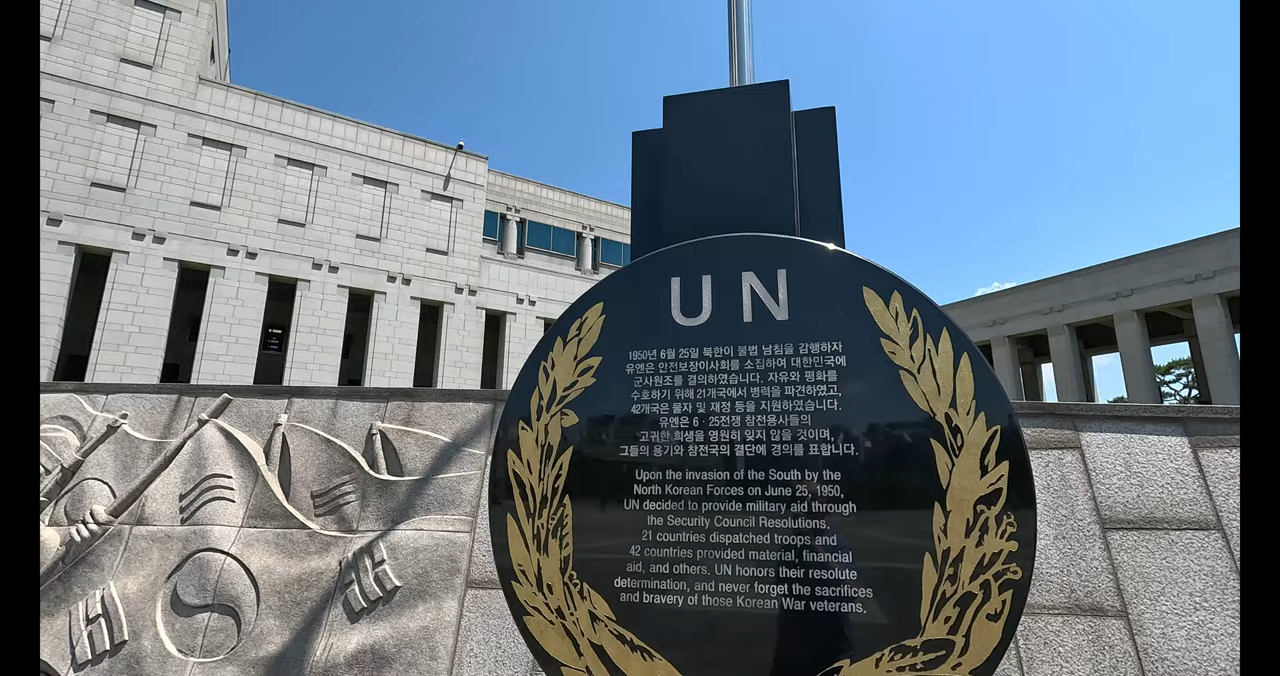 UN
1950년 6월 25일 북한이 불법 남침을 감행하자
유엔은 안전보장이사회를 소집하여 대한민국에
군사원조를 결의하였습니다. 자유와 평화를
수호하기 위해 21개국에서 병력을 파견하였고,
42개국은 물자 및 재정 등을 지원하였습니다.
유엔은 6·25전쟁 참전용사들의
고귀한 희생을 영원히 잊지 않을 것이며,
그들의 용기와 참전국의 결단에 경의를 표합니다.
Upon the invasion of the South by the
North Korean Forces on June 25, 1950,
UN decided to provide military aid through
the Security Council Resolutions.
21 countries dispatched troops and
42 countries provided material, financial
aid, and others. UN honors their resolute
determination, and never forget the sacrifices
and bravery of those Korean War veterans.